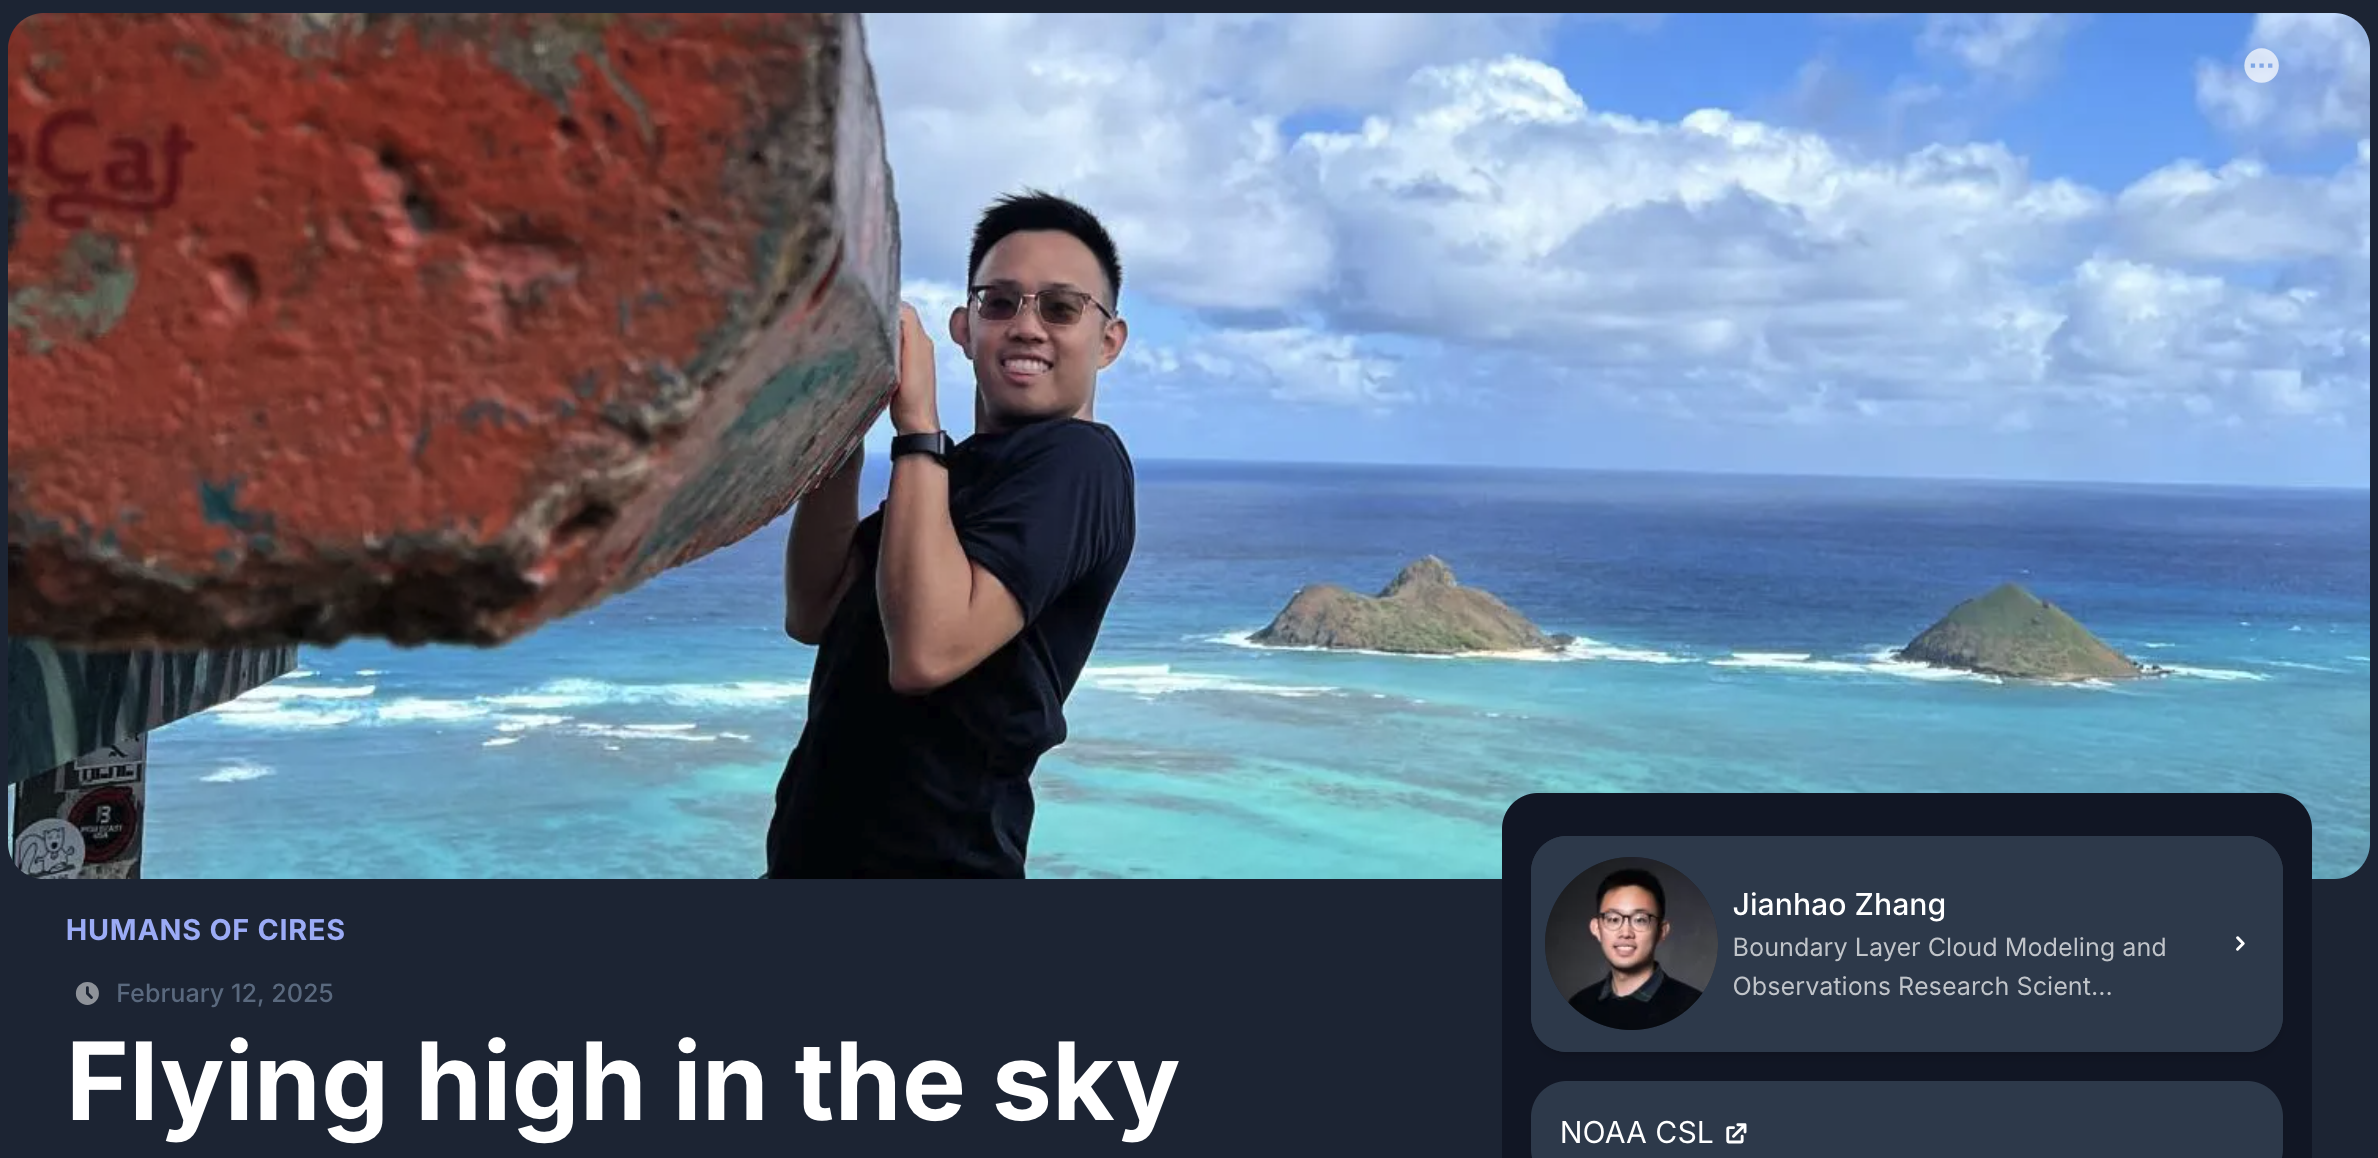 eCaf
HUMANS OF CIRES
February 12, 2025
Flying high in the sky
Jianhao Zhang
Boundary Layer Cloud Modeling and
Observations Research Scient...
NOAA CSL